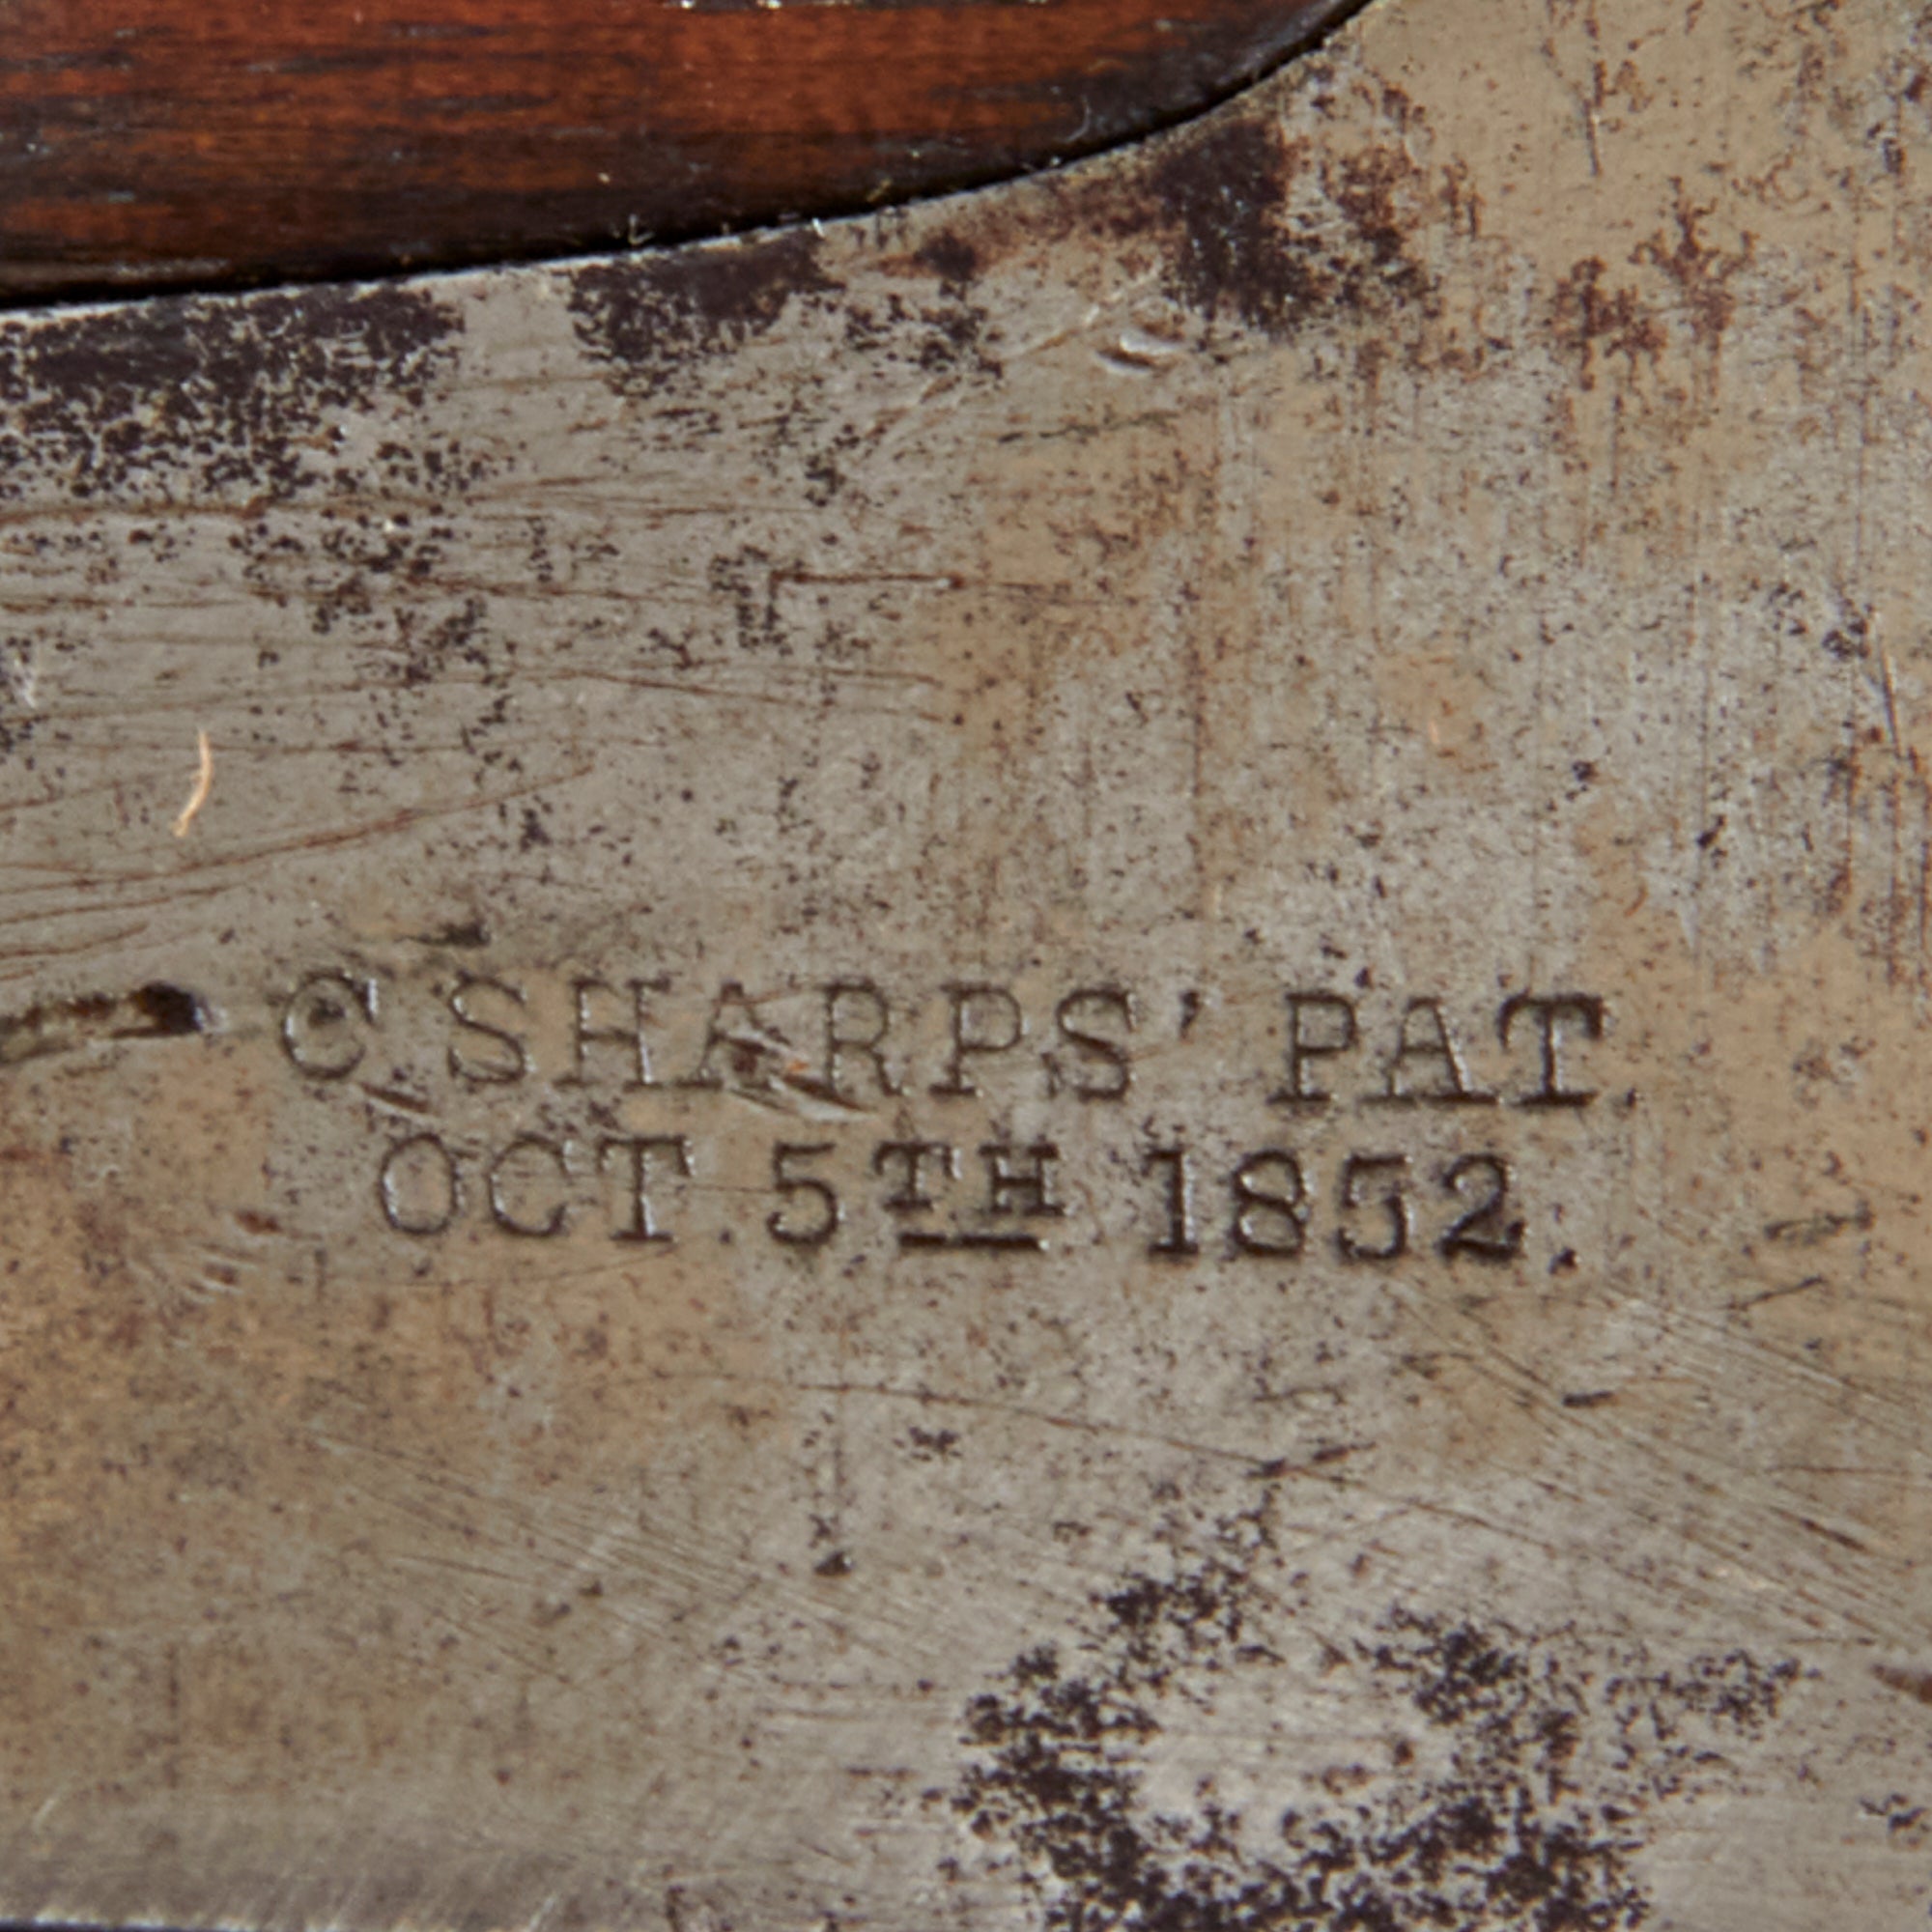 C. SHARPS' PAT.
OCT. 5TH 1852.